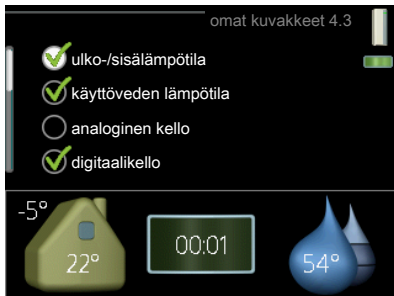 omat kuvakkeet 4.3
ulko-/sisälämpötila
käyttöveden lämpötila
analoginen kello
digitaalikello
-5°
22°
00:01
54°